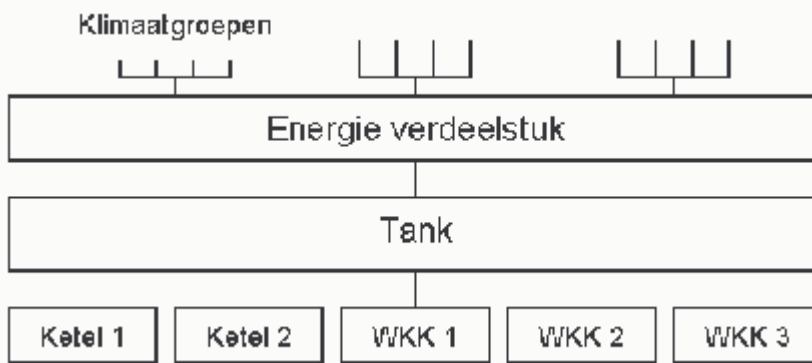 Klimaatgroepen
Energie verdeelstuk
Tank
Ketel 1 Ketel 2 WKK 1 WKK 2 WKK 3